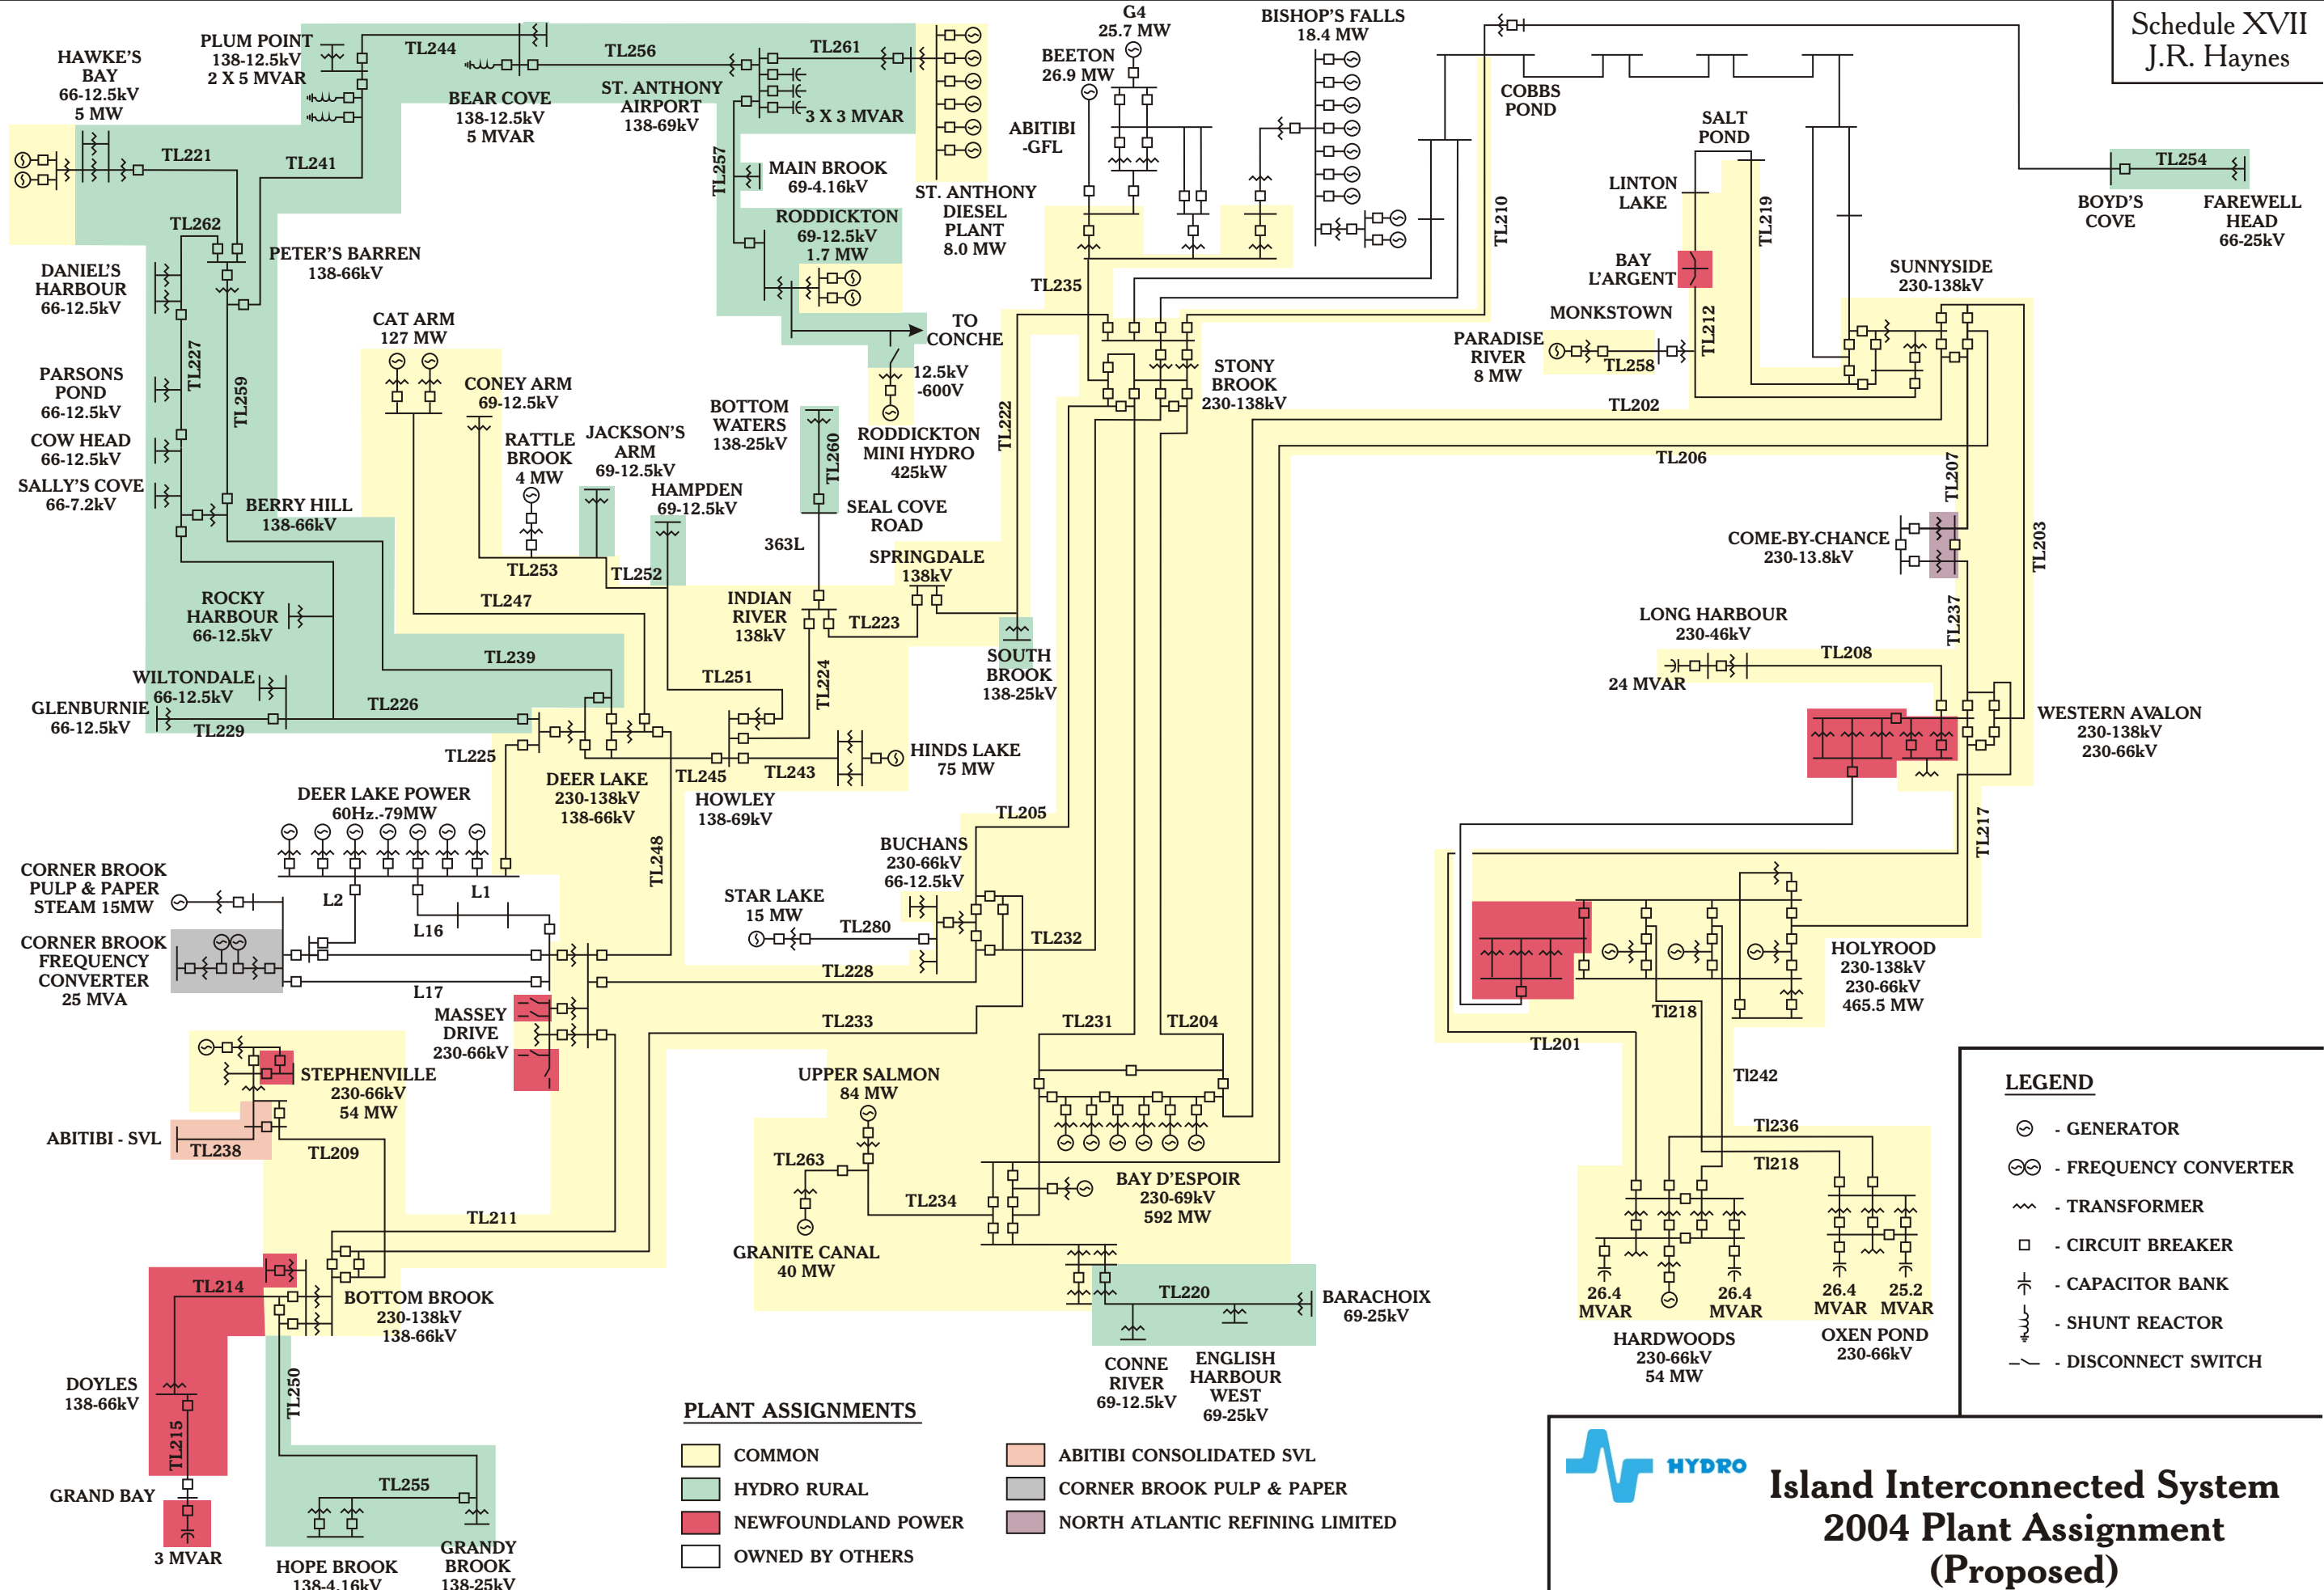 Schedule XVII
J.R. Haynes
HAWKE'S
BAY
66-12.5kV
5 MW
PLUM POINT
138-12.5kV
2 X 5 MVAR
TL244
TL256
TL261
BEAR COVE
138-12.5kV
5 MVAR
ST. ANTHONY
AIRPORT
138-69kV
3 X 3 MVAR
TL221
TL241
TL257
MAIN BROOK
69-4.16kV
RODDICKTON
69-12.5kV
1.7 MW
ST. ANTHONY
DIESEL
PLANT
8.0 MW
TO
CONCHE
12.5kV
-600V
RODDICKTON
MINI HYDRO
425kW
G4
25.7 MW
BEETON
26.9 MW
ABITIBI
-GFL
BISHOP'S FALLS
18.4 MW
COBBS
POND
TL210
SALT
POND
LINTON
LAKE
TL219
BAY
L'ARGENT
MONKSTOWN
PARADISE
RIVER
8 MW
TL258
TL212
SUNNYSIDE
230-138kV
TL254
BOYD'S
COVE
FAREWELL
HEAD
66-25kV
TL262
PETER'S BARREN
138-66kV
DANIEL'S
HARBOUR
66-12.5kV
TL227
PARSONS
POND
66-12.5kV
TL259
COW HEAD
66-12.5kV
SALLY'S COVE
66-7.2kV
BERRY HILL
138-66kV
ROCKY
HARBOUR
66-12.5kV
WILTONDALE
66-12.5kV
GLENBURNIE
66-12.5kV
TL229
TL226
TL239
CAT ARM
127 MW
CONEY ARM
69-12.5kV
RATTLE
BROOK
4 MW
JACKSON'S
ARM
69-12.5kV
HAMPDEN
69-12.5kV
TL253
TL252
TL247
BOTTOM
WATERS
138-25kV
TL260
SEAL COVE
ROAD
363L
SPRINGDALE
138kV
INDIAN
RIVER
138kV
TL223
TL224
TL251
TL222
SOUTH
BROOK
138-25kV
TL235
STONY
BROOK
230-138kV
TL202
TL206
TL207
TL203
COME-BY-CHANCE
230-13.8kV
TL237
LONG HARBOUR
230-46kV
TL208
24 MVAR
WESTERN AVALON
230-138kV
230-66kV
TL217
TL225
DEER LAKE
230-138kV
138-66kV
TL245
TL243
HOWLEY
138-69kV
HINDS LAKE
75 MW
TL248
DEER LAKE POWER
60Hz.-79MW
CORNER BROOK
PULP & PAPER
STEAM 15MW
L2
L1
L16
CORNER BROOK
FREQUENCY
CONVERTER
25 MVA
L17
MASSEY
DRIVE
230-66kV
TL205
BUCHANS
230-66kV
66-12.5kV
STAR LAKE
15 MW
TL280
TL232
TL228
TL233
TL231
TL204
HOLYROOD
230-138kV
230-66kV
465.5 MW
Tl218
TL201
Tl242
Tl236
Tl218
STEPHENVILLE
230-66kV
54 MW
ABITIBI - SVL
TL238
TL209
TL211
UPPER SALMON
84 MW
TL263
TL234
GRANITE CANAL
40 MW
BAY D'ESPOIR
230-69kV
592 MW
TL220
BARACHOIX
69-25kV
CONNE
RIVER
69-12.5kV
ENGLISH
HARBOUR
WEST
69-25kV
26.4
MVAR
26.4
MVAR
26.4
MVAR
25.2
MVAR
HARDWOODS
230-66kV
54 MW
OXEN POND
230-66kV
TL214
BOTTOM BROOK
230-138kV
138-66kV
DOYLES
138-66kV
TL250
TL215
GRAND BAY
3 MVAR
TL255
HOPE BROOK
138-4.16kV
GRANDY
BROOK
138-25kV
LEGEND
- GENERATOR
- FREQUENCY CONVERTER
- TRANSFORMER
- CIRCUIT BREAKER
- CAPACITOR BANK
- SHUNT REACTOR
- DISCONNECT SWITCH
PLANT ASSIGNMENTS
COMMON
HYDRO RURAL
NEWFOUNDLAND POWER
OWNED BY OTHERS
ABITIBI CONSOLIDATED SVL
CORNER BROOK PULP & PAPER
NORTH ATLANTIC REFINING LIMITED
HYDRO
Island Interconnected System
2004 Plant Assignment
(Proposed)